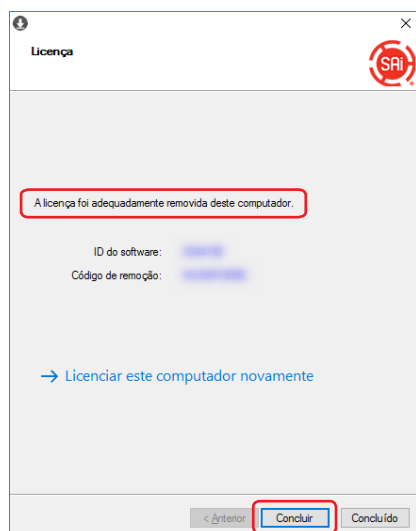 Licença
SAi
A licença foi adequadamente removida deste computador.
ID do software:
Código de remoção:
→ Licenciar este computador novamente
< Anterior
Concluir
Concluído